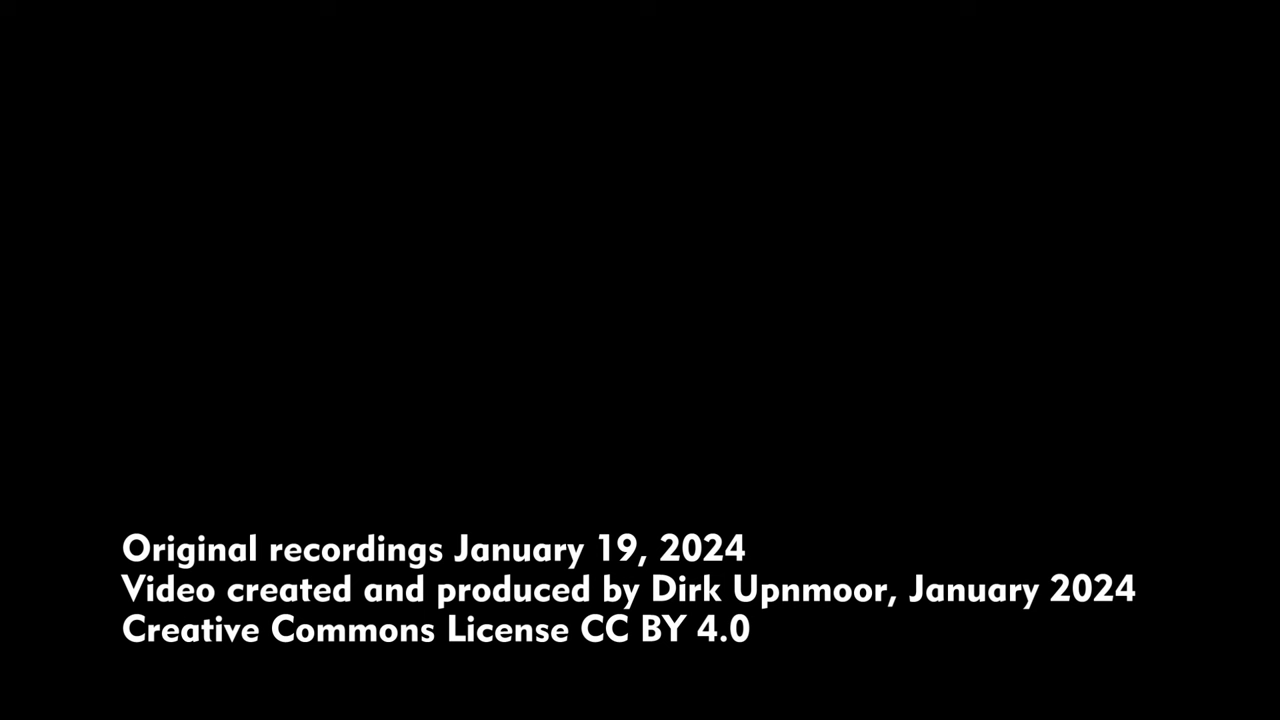 Original recordings January 19, 2024
Video created and produced by Dirk Upnmoor, January 2024
Creative Commons License CC BY 4.0